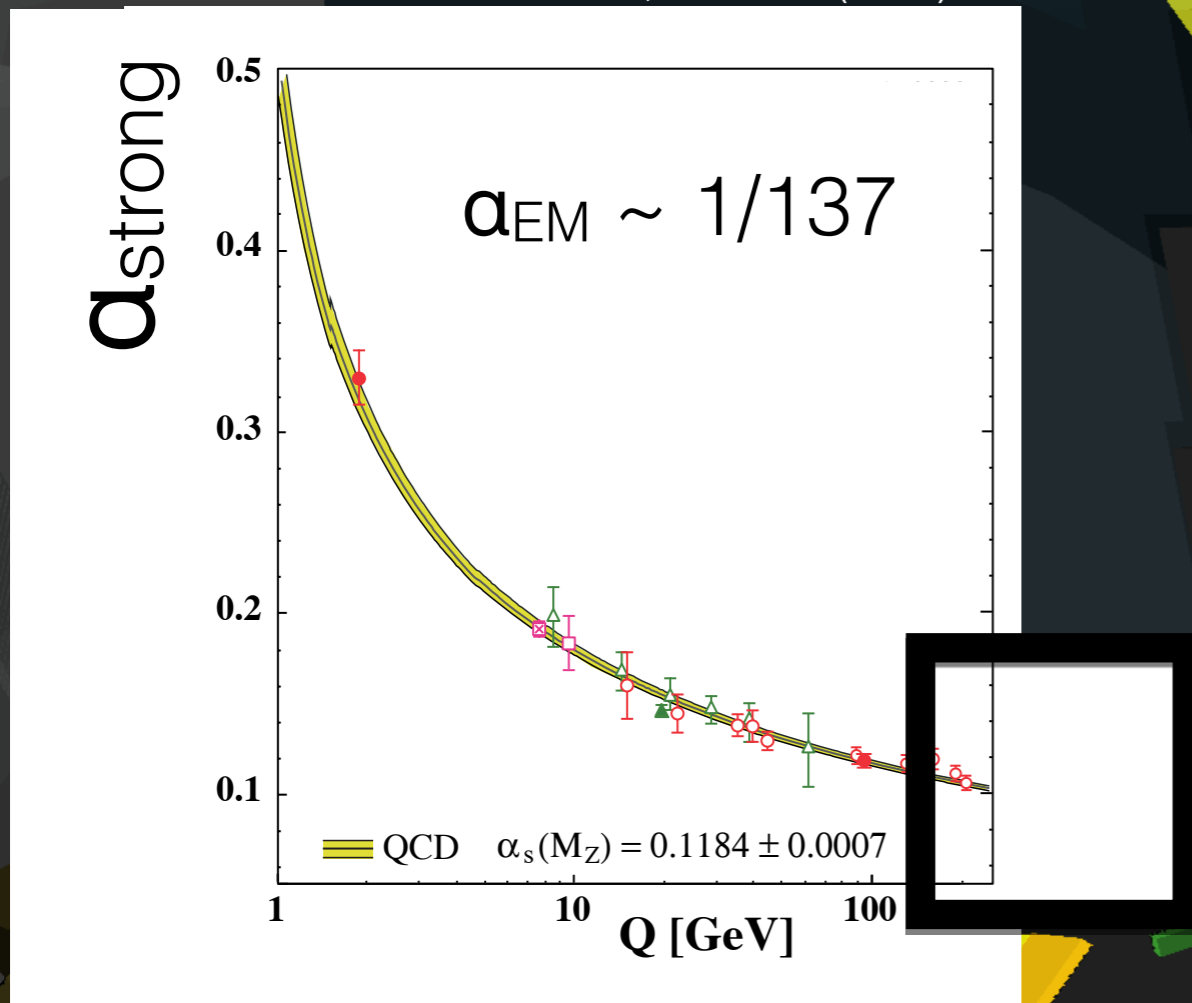 αstrong
0.5
0.4
0.3
0.2
0.1
αEM ~ 1/137
QCD αs(MZ) = 0.1184 ± 0.0007
1 10 100
Q [GeV]